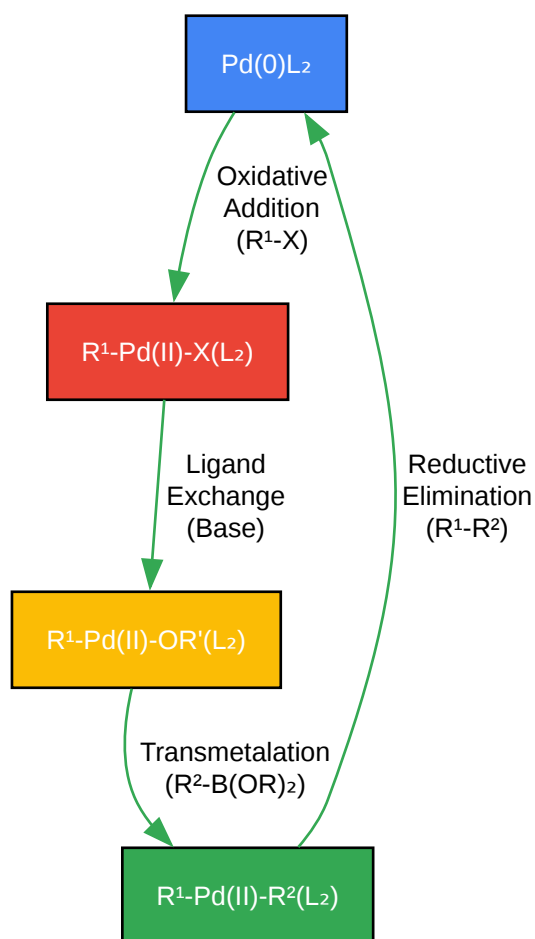 Pd(0)L₂
Oxidative
Addition
(R¹-X)
R¹-Pd(II)-X(L₂)
Ligand
Exchange
(Base)
Reductive
Elimination
(R¹-R²)
R¹-Pd(II)-OR'(L₂)
Transmetalation
(R²-B(OR)₂)
R¹-Pd(II)-R²(L₂)